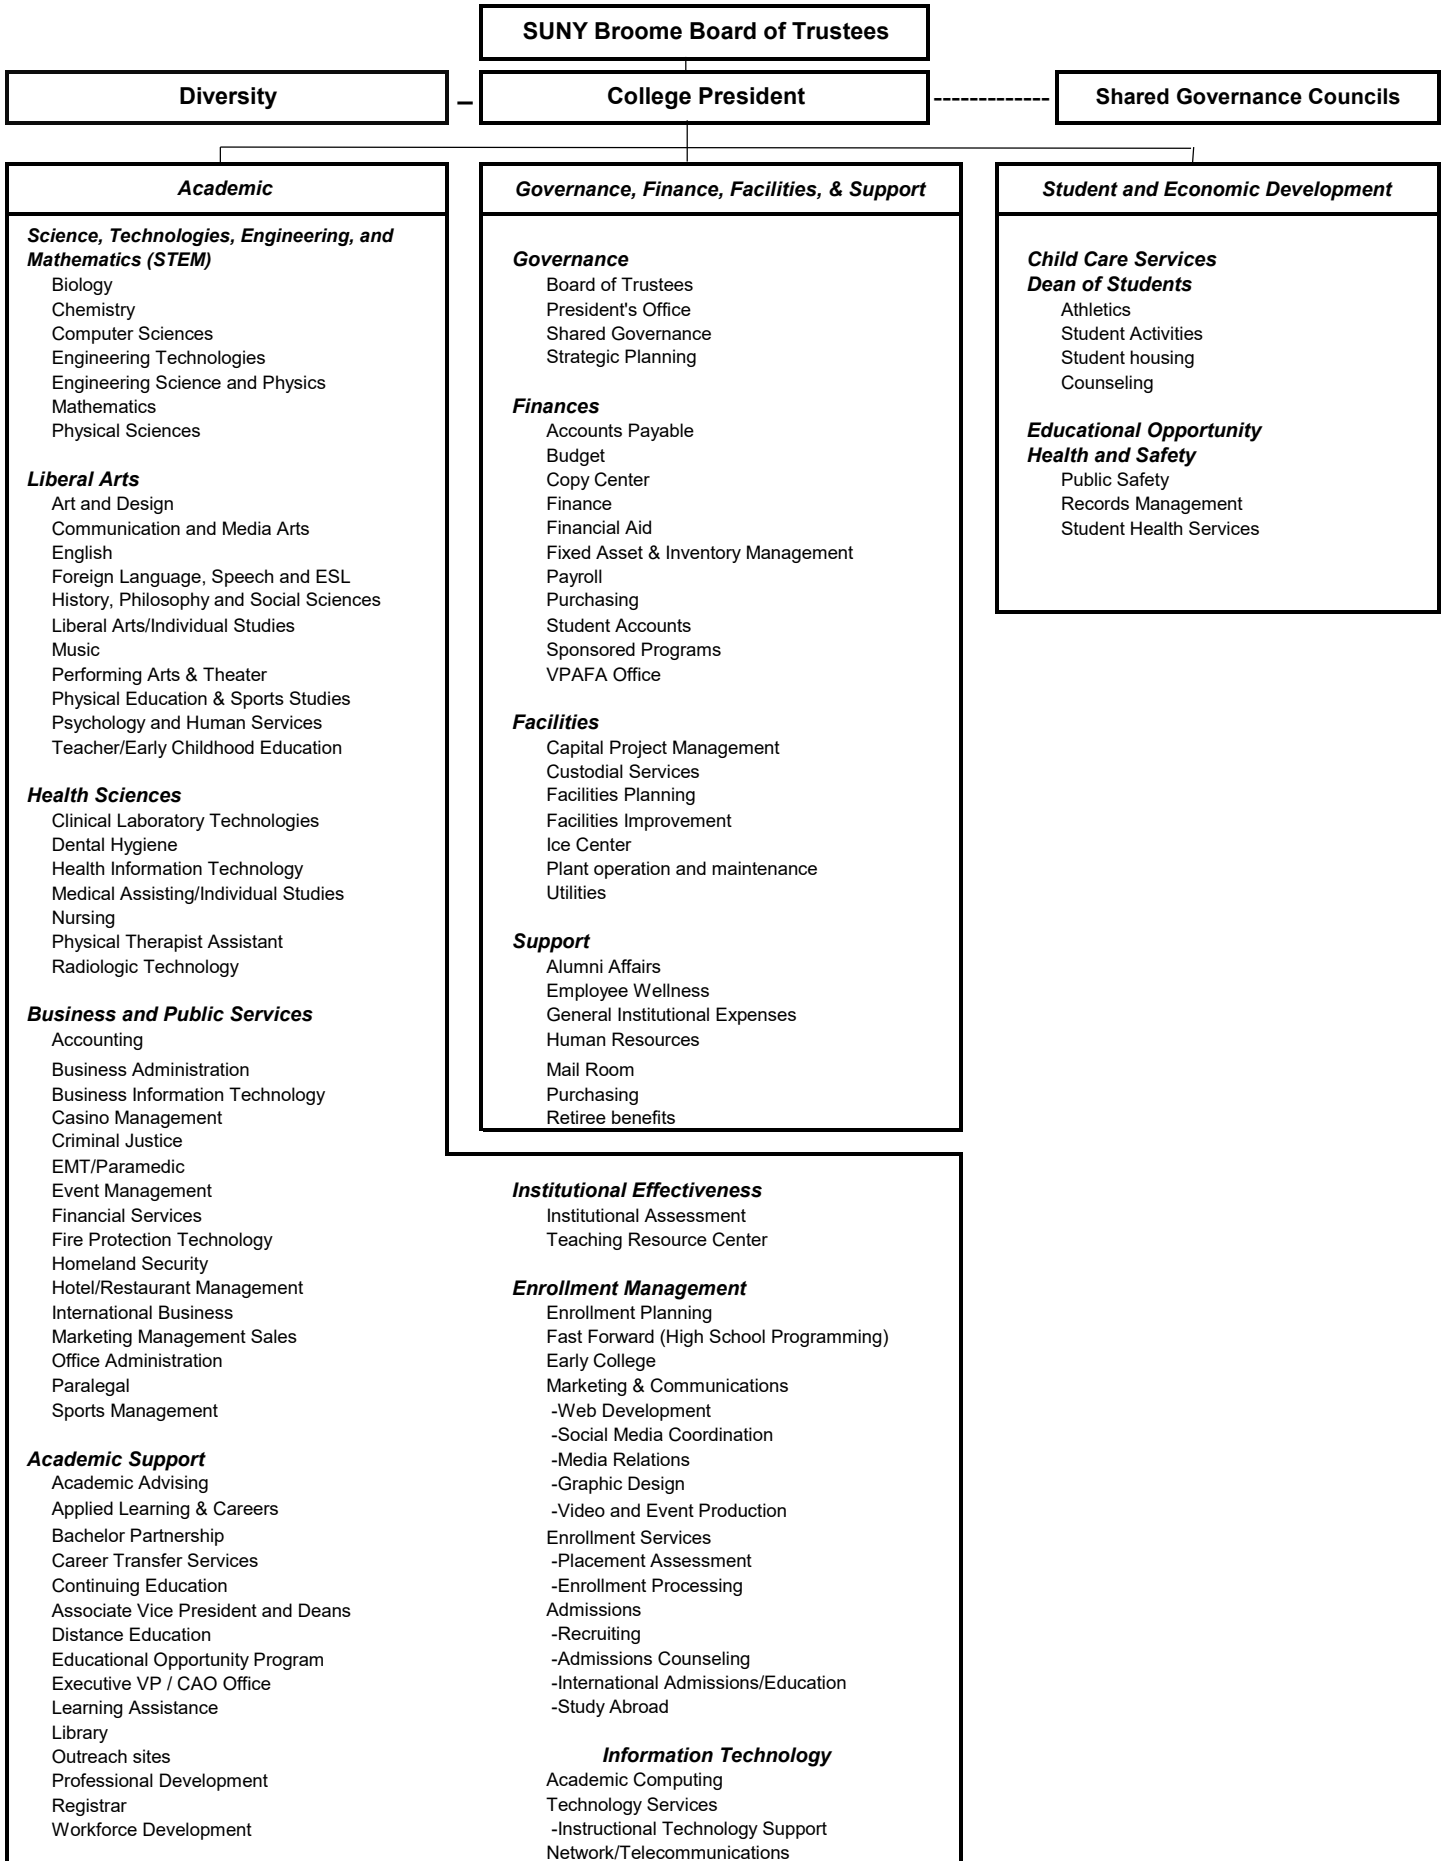 SUNY Broome Board of Trustees
Diversity
College President
Shared Governance Councils
Academic
Science, Technologies, Engineering, and
Mathematics (STEM)
Biology
Chemistry
Computer Sciences
Engineering Technologies
Engineering Science and Physics
Mathematics
Physical Sciences
Liberal Arts
Art and Design
Communication and Media Arts
English
Foreign Language, Speech and ESL
History, Philosophy and Social Sciences
Liberal Arts/Individual Studies
Music
Performing Arts & Theater
Physical Education & Sports Studies
Psychology and Human Services
Teacher/Early Childhood Education
Health Sciences
Clinical Laboratory Technologies
Dental Hygiene
Health Information Technology
Medical Assisting/Individual Studies
Nursing
Physical Therapist Assistant
Radiologic Technology
Business and Public Services
Accounting
Business Administration
Business Information Technology
Casino Management
Criminal Justice
EMT/Paramedic
Event Management
Financial Services
Fire Protection Technology
Homeland Security
Hotel/Restaurant Management
International Business
Marketing Management Sales
Office Administration
Paralegal
Sports Management
Academic Support
Academic Advising
Applied Learning & Careers
Bachelor Partnership
Career Transfer Services
Continuing Education
Associate Vice President and Deans
Distance Education
Educational Opportunity Program
Executive VP / CAO Office
Learning Assistance
Library
Outreach sites
Professional Development
Registrar
Workforce Development
Governance, Finance, Facilities, & Support
Governance
Board of Trustees
President's Office
Shared Governance
Strategic Planning
Finances
Accounts Payable
Budget
Copy Center
Finance
Financial Aid
Fixed Asset & Inventory Management
Payroll
Purchasing
Student Accounts
Sponsored Programs
VPAFA Office
Facilities
Capital Project Management
Custodial Services
Facilities Planning
Facilities Improvement
Ice Center
Plant operation and maintenance
Utilities
Support
Alumni Affairs
Employee Wellness
General Institutional Expenses
Human Resources
Mail Room
Purchasing
Retiree benefits
Institutional Effectiveness
Institutional Assessment
Teaching Resource Center
Enrollment Management
Enrollment Planning
Fast Forward (High School Programming)
Early College
Marketing & Communications
-Web Development
-Social Media Coordination
-Media Relations
-Graphic Design
-Video and Event Production
Enrollment Services
-Placement Assessment
-Enrollment Processing
Admissions
-Recruiting
-Admissions Counseling
-International Admissions/Education
-Study Abroad
Information Technology
Academic Computing
Technology Services
-Instructional Technology Support
Network/Telecommunications
Student and Economic Development
Child Care Services
Dean of Students
Athletics
Student Activities
Student housing
Counseling
Educational Opportunity
Health and Safety
Public Safety
Records Management
Student Health Services